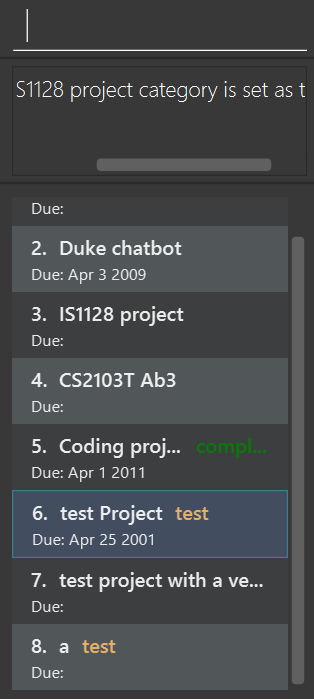 S1128 project category is set as t
Due:
2. Duke chatbot
Due: Apr 3 2009
3. IS1128 project
Due:
4. CS2103T Ab3
Due:
5. Coding proj... compl...
Due: Apr 1 2011
6. test Project test
Due: Apr 25 2001
7. test project with a ve...
Due:
8. a test
Due: